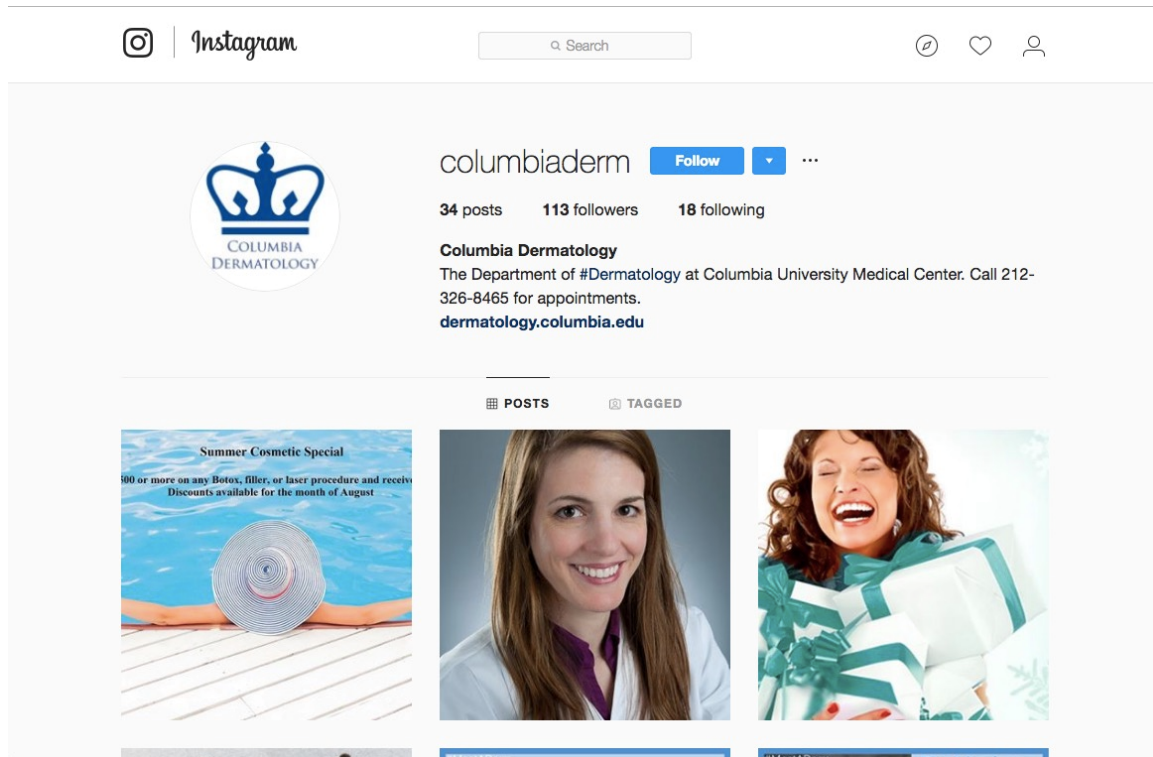 Instagram
Search
columbiaderm
Follow
34 posts 113 followers 18 following
COLUMBIA
DERMATOLOGY
Columbia Dermatology
The Department of #Dermatology at Columbia University Medical Center. Call 212-
326-8465 for appointments.
dermatology.columbia.edu
POSTS
TAGGED
Summer Cosmetic Special
00 or more on any Botox, filler, or laser procedure and receive
Discounts available for the month of August